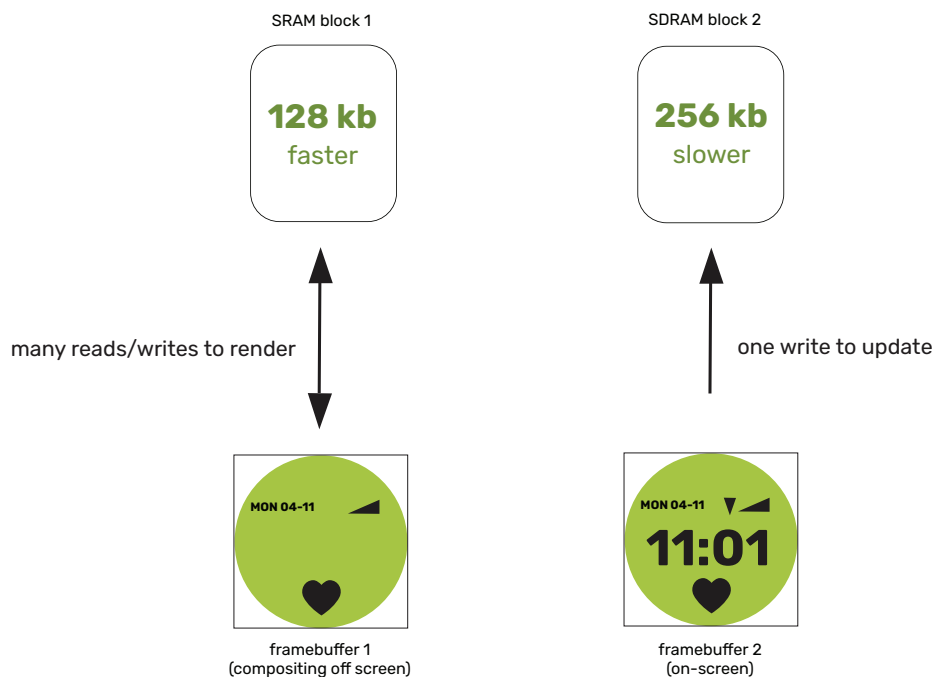 SRAM block 1
SDRAM block 2
128 kb
faster
256 kb
slower
many reads/writes to render
one write to update
MON 04-11
MON 04-11
11:01
framebuffer 1
(compositing off screen)
framebuffer 2
(on-screen)